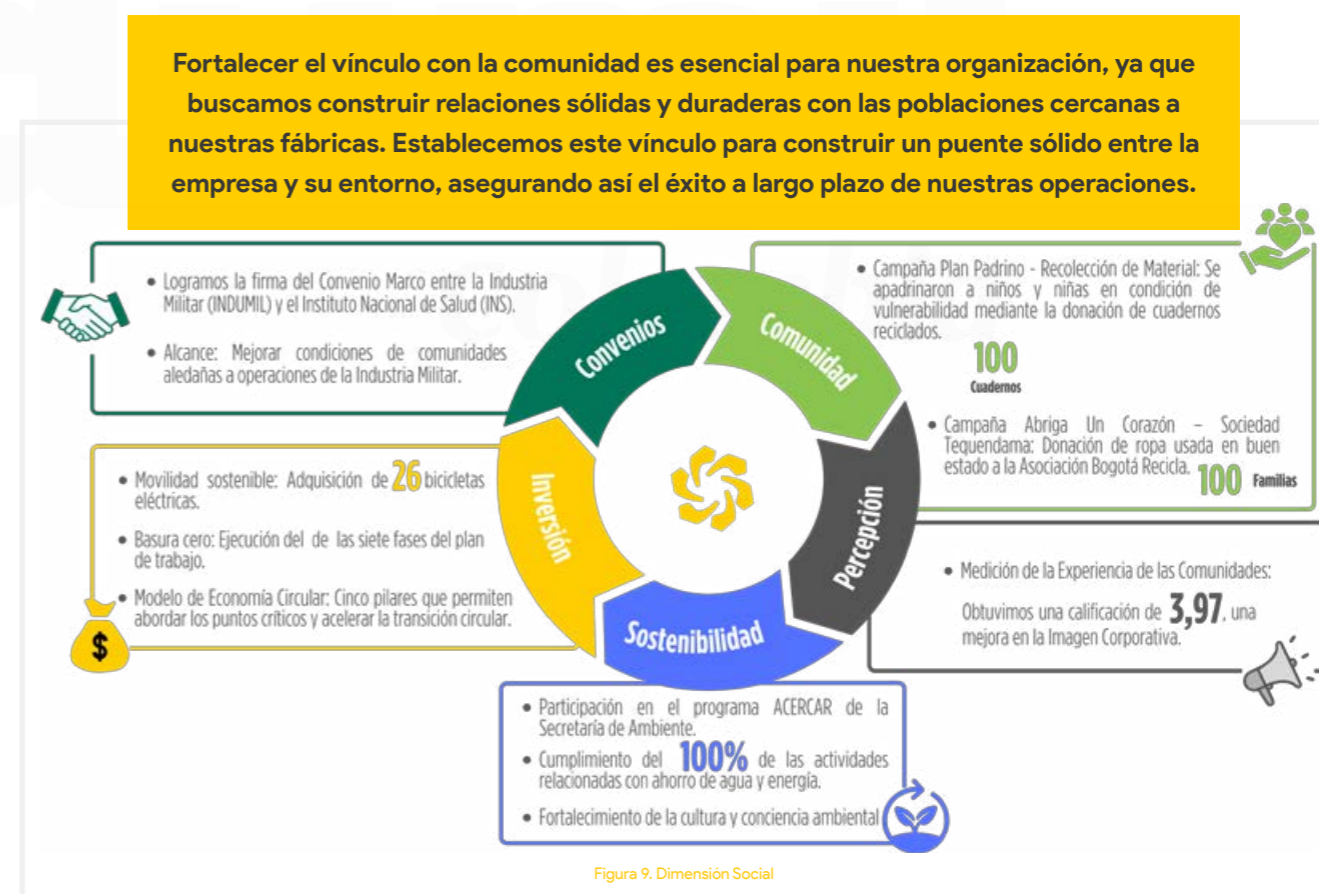 Fortalecer el vínculo con la comunidad es esencial para nuestra organización, ya que
buscamos construir relaciones sólidas y duraderas con las poblaciones cercanas a
nuestras fábricas. Establecemos este vínculo para construir un puente sólido entre la
empresa y su entorno, asegurando así el éxito a largo plazo de nuestras operaciones.
Convenios
• Logramos la firma del Convenio Marco entre la Industria
Militar (INDUMIL) y el Instituto Nacional de Salud (INS).
• Alcance: Mejorar condiciones de comunidades
aledañas a operaciones de la Industria Militar.
Comunidad
• Campaña Plan Padrino - Recolección de Material: Se
apadrinaron a niños y niñas en condición de
vulnerabilidad mediante la donación de cuadernos
reciclados.
100
Cuadernos
• Campaña Abriga Un Corazón – Sociedad
Tequendama: Donación de ropa usada en buen
estado a la Asociación Bogotá Recicla. 100 Familias
Inversión
• Movilidad sostenible: Adquisición de 26 bicicletas
eléctricas.
• Basura cero: Ejecución del de las siete fases del plan
de trabajo.
• Modelo de Economía Circular: Cinco pilares que permiten
abordar los puntos críticos y acelerar la transición circular.
$
Percepción
• Medición de la Experiencia de las Comunidades:
Obtuvimos una calificación de 3,97, una
mejora en la Imagen Corporativa.
Sostenibilidad
• Participación en el programa ACERCAR de la
Secretaría de Ambiente.
• Cumplimiento del 100% de las actividades
relacionadas con ahorro de agua y energía.
• Fortalecimiento de la cultura y conciencia ambiental
Figura 9. Dimensión Social